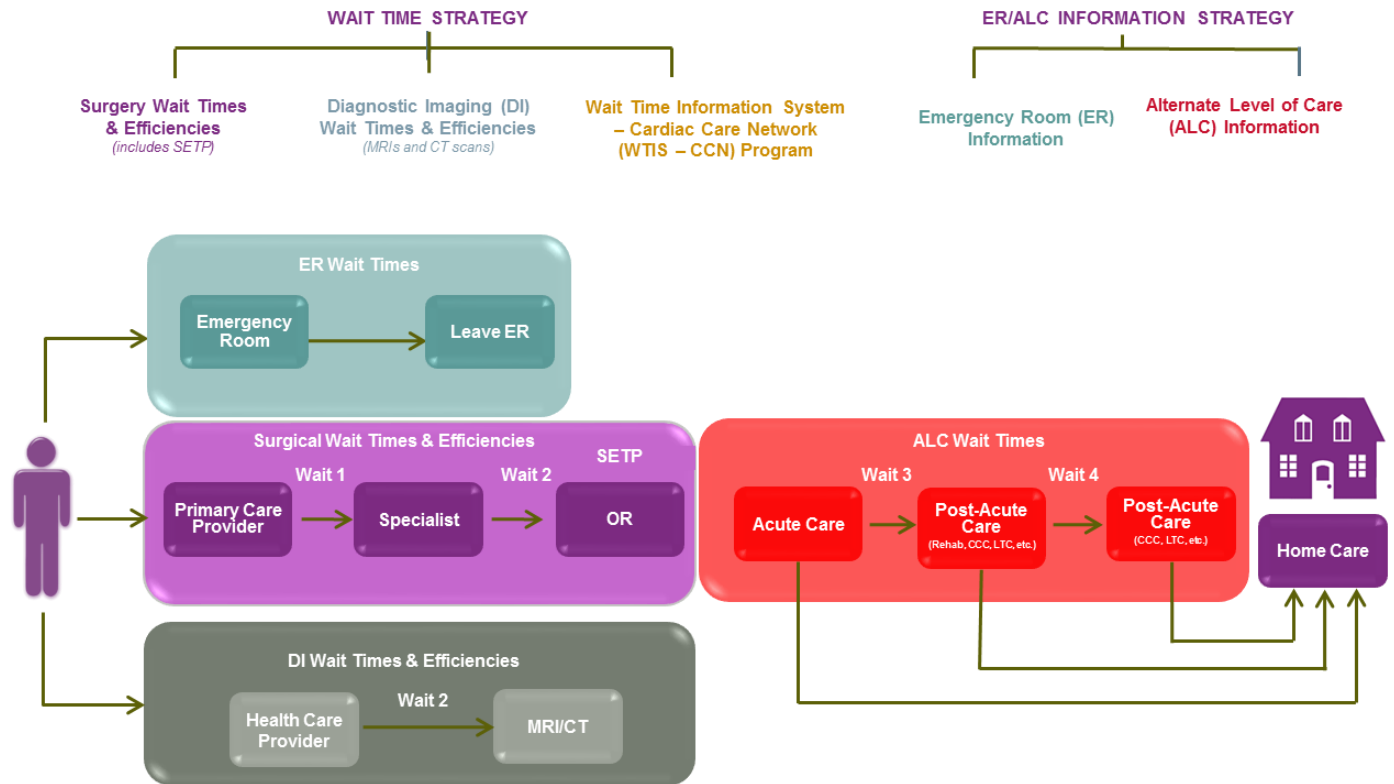 WAIT TIME STRATEGY
ER/ALC INFORMATION STRATEGY
Surgery Wait Times
& Efficiencies
(includes SETP)
Diagnostic Imaging (DI)
Wait Times & Efficiencies
(MRIs and CT scans)
Wait Time Information System
– Cardiac Care Network
(WTIS – CCN) Program
Emergency Room (ER)
Information
Alternate Level of Care
(ALC) Information
ER Wait Times
Emergency
Room
Leave ER
Surgical Wait Times & Efficiencies
SETP
Wait 1
Wait 2
Primary Care
Provider
Specialist
OR
ALC Wait Times
Wait 3
Wait 4
Acute Care
Post-Acute
Care
(Rehab, CCC, LTC, etc.)
Post-Acute
Care
(CCC, LTC, etc.)
Home Care
DI Wait Times & Efficiencies
Wait 2
Health Care
Provider
MRI/CT